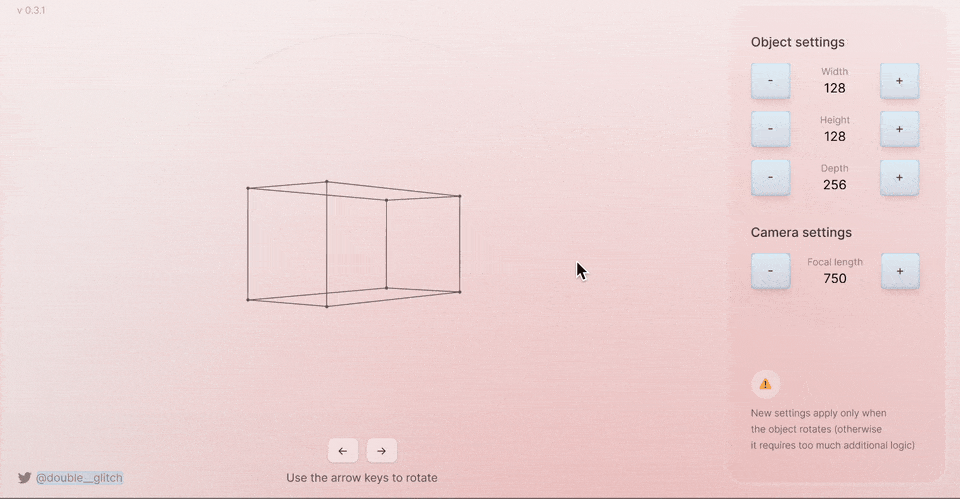 v 0.3.1
Object settings
Width
- 128 +
Height
- 128 +
Depth
- 256 +
Camera settings
Focal length
- 750 +
New settings apply only when
the object rotates (otherwise
it requires too much additional logic)
← →
Use the arrow keys to rotate
@double__glitch